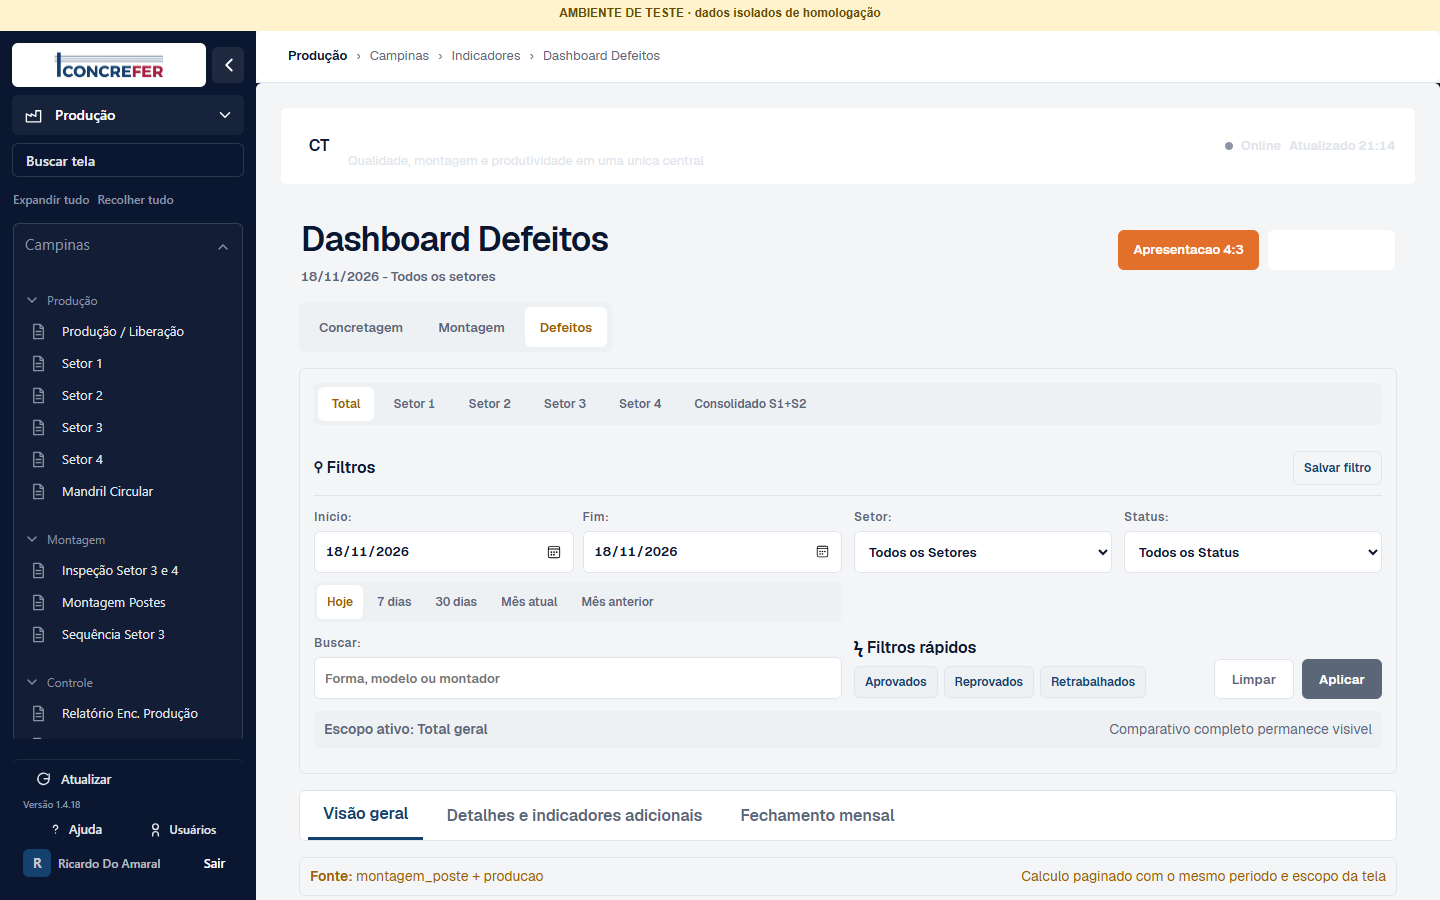 AMBIENTE DE TESTE · dados isolados de homologação
CONCREFER
Produção
Buscar tela
Expandir tudo Recolher tudo
Campinas
Produção
Produção / Liberação
Setor 1
Setor 2
Setor 3
Setor 4
Mandril Circular
Montagem
Inspeção Setor 3 e 4
Montagem Postes
Sequência Setor 3
Controle
Relatório Enc. Produção
Atualizar
Versão 1.4.18
? Ajuda Usuários
R Ricardo Do Amaral Sair
Produção › Campinas › Indicadores › Dashboard Defeitos
CT
Qualidade, montagem e produtividade em uma unica central
Online Atualizado 21:14
Dashboard Defeitos
18/11/2026 - Todos os setores
Apresentacao 4:3
Concretagem Montagem Defeitos
Total Setor 1 Setor 2 Setor 3 Setor 4 Consolidado S1+S2
Filtros
Salvar filtro
Início: Fim: Setor: Status:
18/11/2026 18/11/2026 Todos os Setores Todos os Status
Hoje 7 dias 30 dias Mês atual Mês anterior
Buscar:
Forma, modelo ou montador
Filtros rápidos
Aprovados Reprovados Retrabalhados
Limpar Aplicar
Escopo ativo: Total geral Comparativo completo permanece visivel
Visão geral Detalhes e indicadores adicionais Fechamento mensal
Fonte: montagem_poste + producao Calculo paginado com o mesmo periodo e escopo da tela